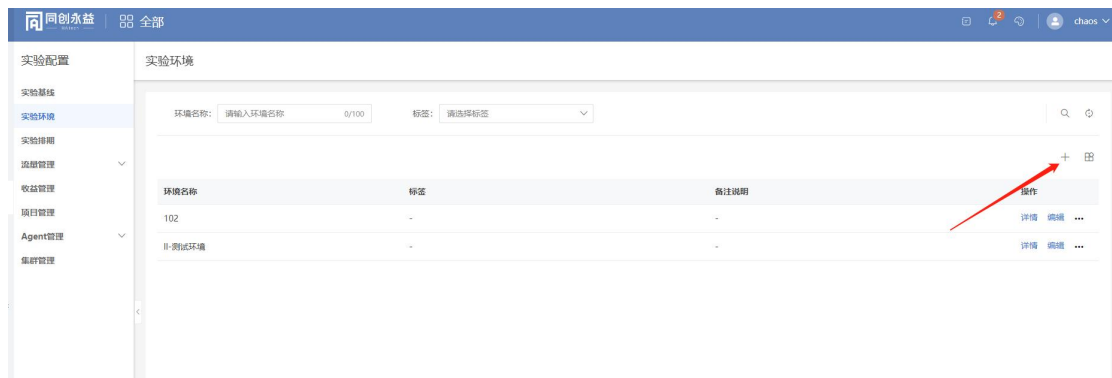 同创永益 全部 2 chaos
实验配置
实验环境
实验基线
实验环境
实验排期
流量管理
收益管理
项目管理
Agent管理
集群管理
环境名称: 请输入环境名称 0/100 标签: 请选择标签
环境名称 标签 备注说明 操作
102 - - 详情 编辑 •••
II-测试环境 - - 详情 编辑 •••